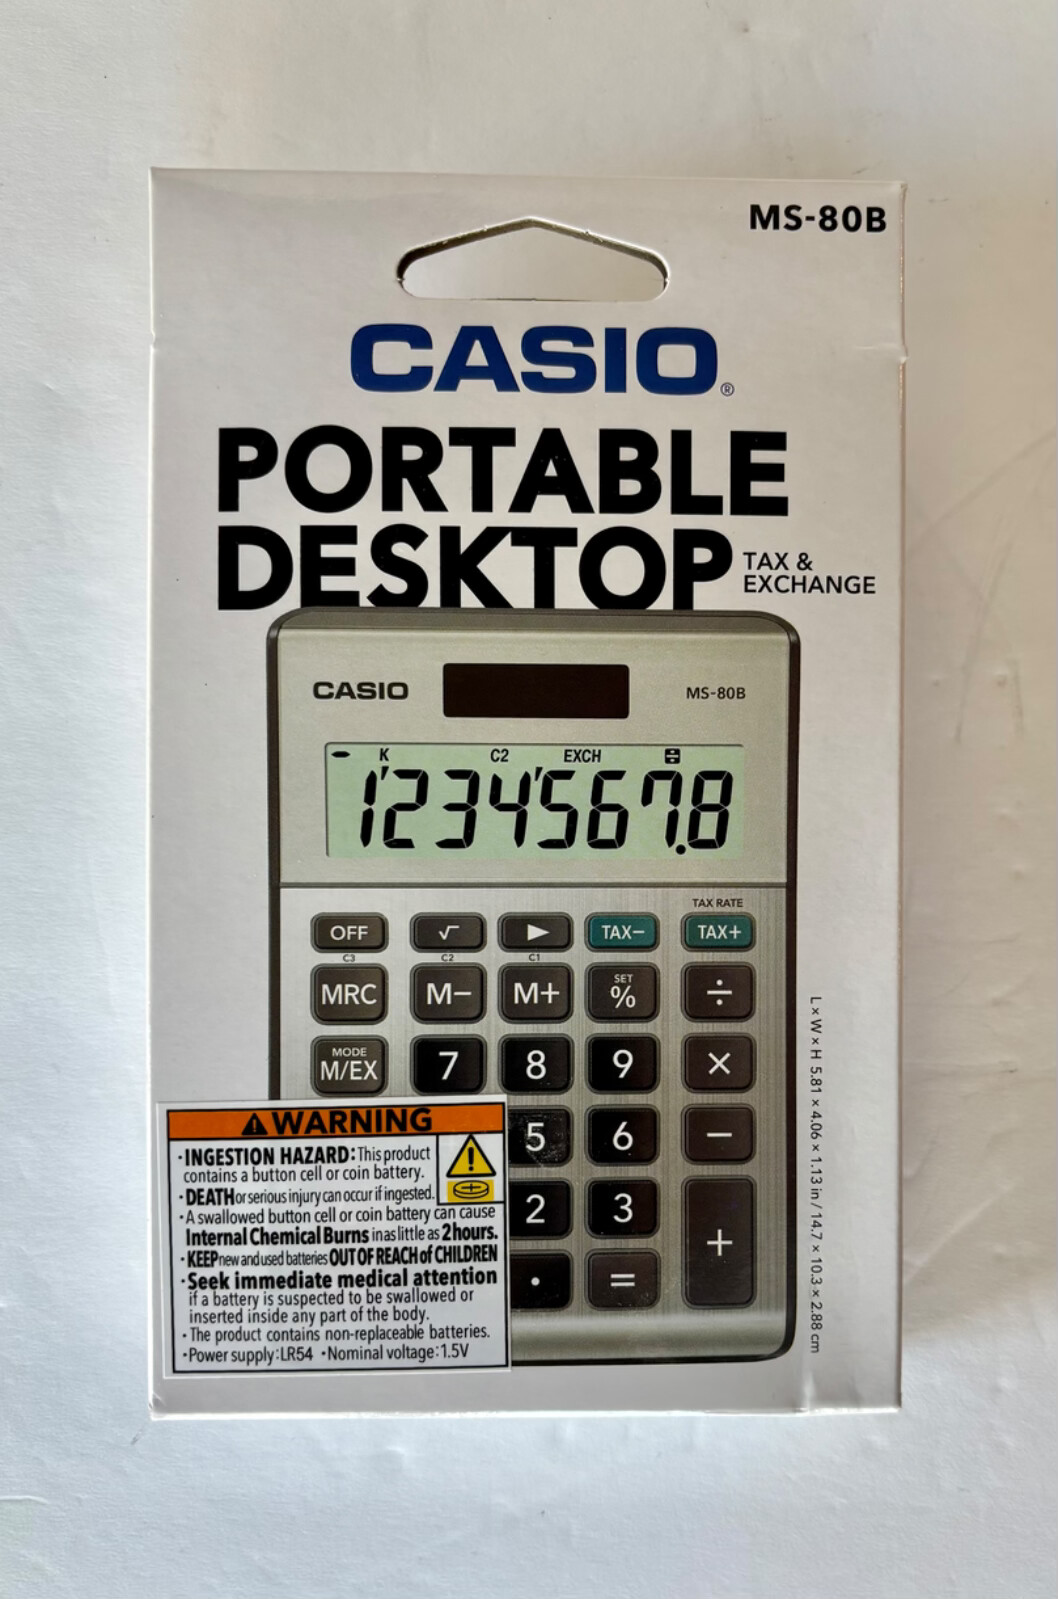 MS-80B
CASIO®
PORTABLE
DESKTOP
TAX &
EXCHANGE
CASIO
MS-80B
K C2 EXCH
1'234'567.8
TAX RATE
OFF √ ▶ TAX− TAX+
C3 C2 C1 SET
MRC M− M+ % ÷
MODE
M/EX 7 8 9 ×
5 6 −
2 3 +
· =
L × W × H 5.81 × 4.06 × 1.13 in / 14.7 × 10.3 × 2.88 cm
⚠WARNING
·INGESTION HAZARD: This product
contains a button cell or coin battery.
·DEATH or serious injury can occur if ingested.
·A swallowed button cell or coin battery can cause
Internal Chemical Burns in as little as 2hours.
·KEEP new and used batteries OUT OF REACH of CHILDREN
·Seek immediate medical attention
if a battery is suspected to be swallowed or
inserted inside any part of the body.
·The product contains non-replaceable batteries.
·Power supply:LR54 ·Nominal voltage:1.5V